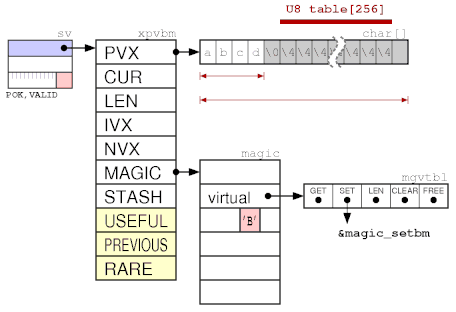 U8 table[256]
sv
xpvbm
char[]
PVX
a b c d \0 \4 \4 \4 \4 \4 \4
CUR
POK,VALID
LEN
IVX
NVX
magic
MAGIC
mgvtbl
STASH
virtual
GET SET LEN CLEAR FREE
USEFUL
'B'
&magic_setbm
PREVIOUS
RARE